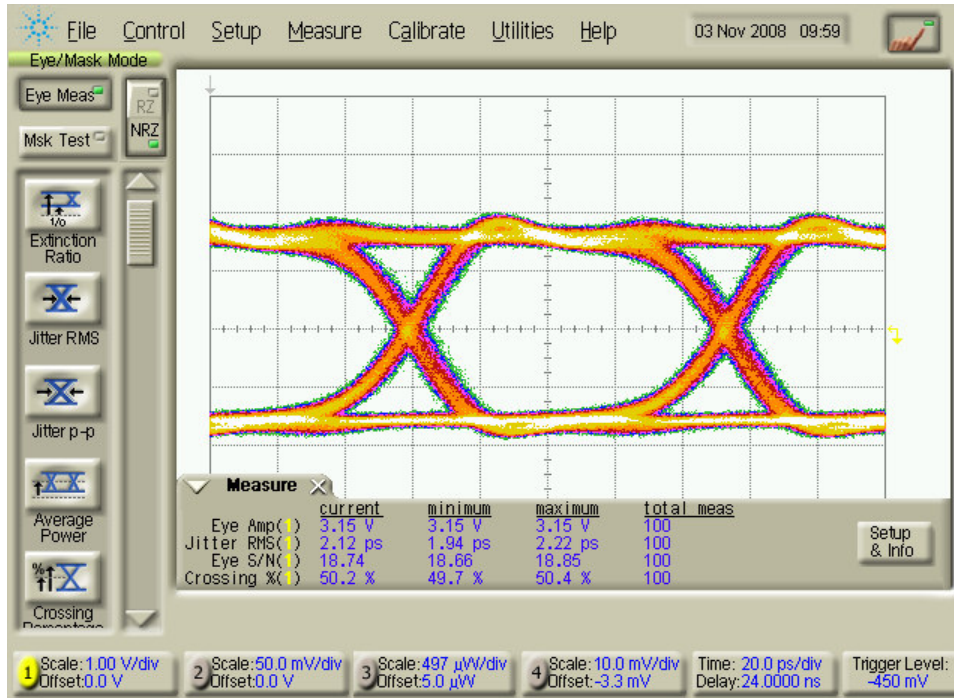 File Control Setup Measure Calibrate Utilities Help 03 Nov 2008 09:59
Eye/Mask Mode
Eye Meas
RZ
NRZ
Msk Test
1/0
Extinction
Ratio
Jitter RMS
Jitter p-p
Average
Power
%
Crossing
Percentage
Measure
current minimum maximum total meas
Eye Amp(1) 3.15 V 3.15 V 3.15 V 100
Jitter RMS(1) 2.12 ps 1.94 ps 2.22 ps 100
Eye S/N(1) 18.74 18.66 18.85 100
Crossing %(1) 50.2 % 49.7 % 50.4 % 100
Setup
& Info
1 Scale:1.00 V/div
Offset:0.0 V
2 Scale:50.0 mV/div
Offset:0.0 V
3 Scale:497 µW/div
Offset:5.0 µW
4 Scale:10.0 mV/div
Offset:-3.3 mV
Time: 20.0 ps/div
Delay:24.0000 ns
Trigger Level:
-450 mV